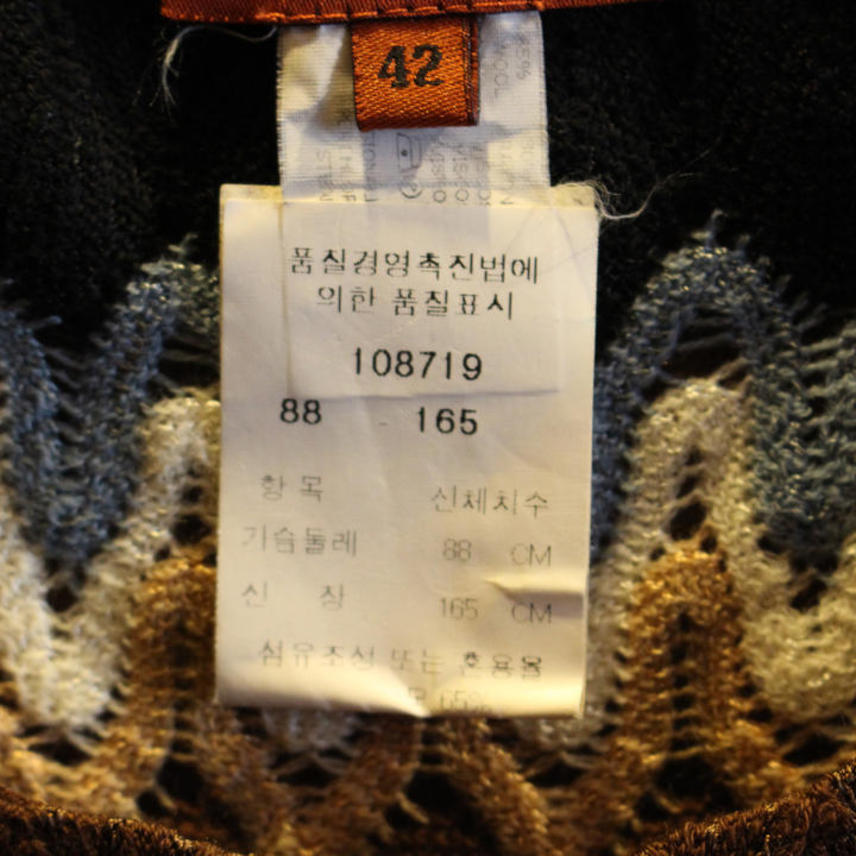 42
품질경영촉진법에
의한 품질표시
108719
88 165
항목 신체치수
가슴둘레 88 CM
신 장 165 CM
섬유조성 또는 혼용율
65%